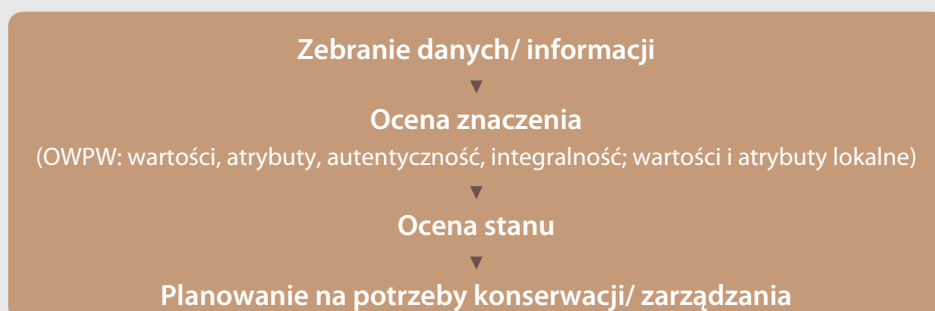 Zebranie danych/ informacji
Ocena znaczenia
(OWPW: wartości, atrybuty, autentyczność, integralność; wartości i atrybuty lokalne)
Ocena stanu
Planowanie na potrzeby konserwacji/ zarządzania